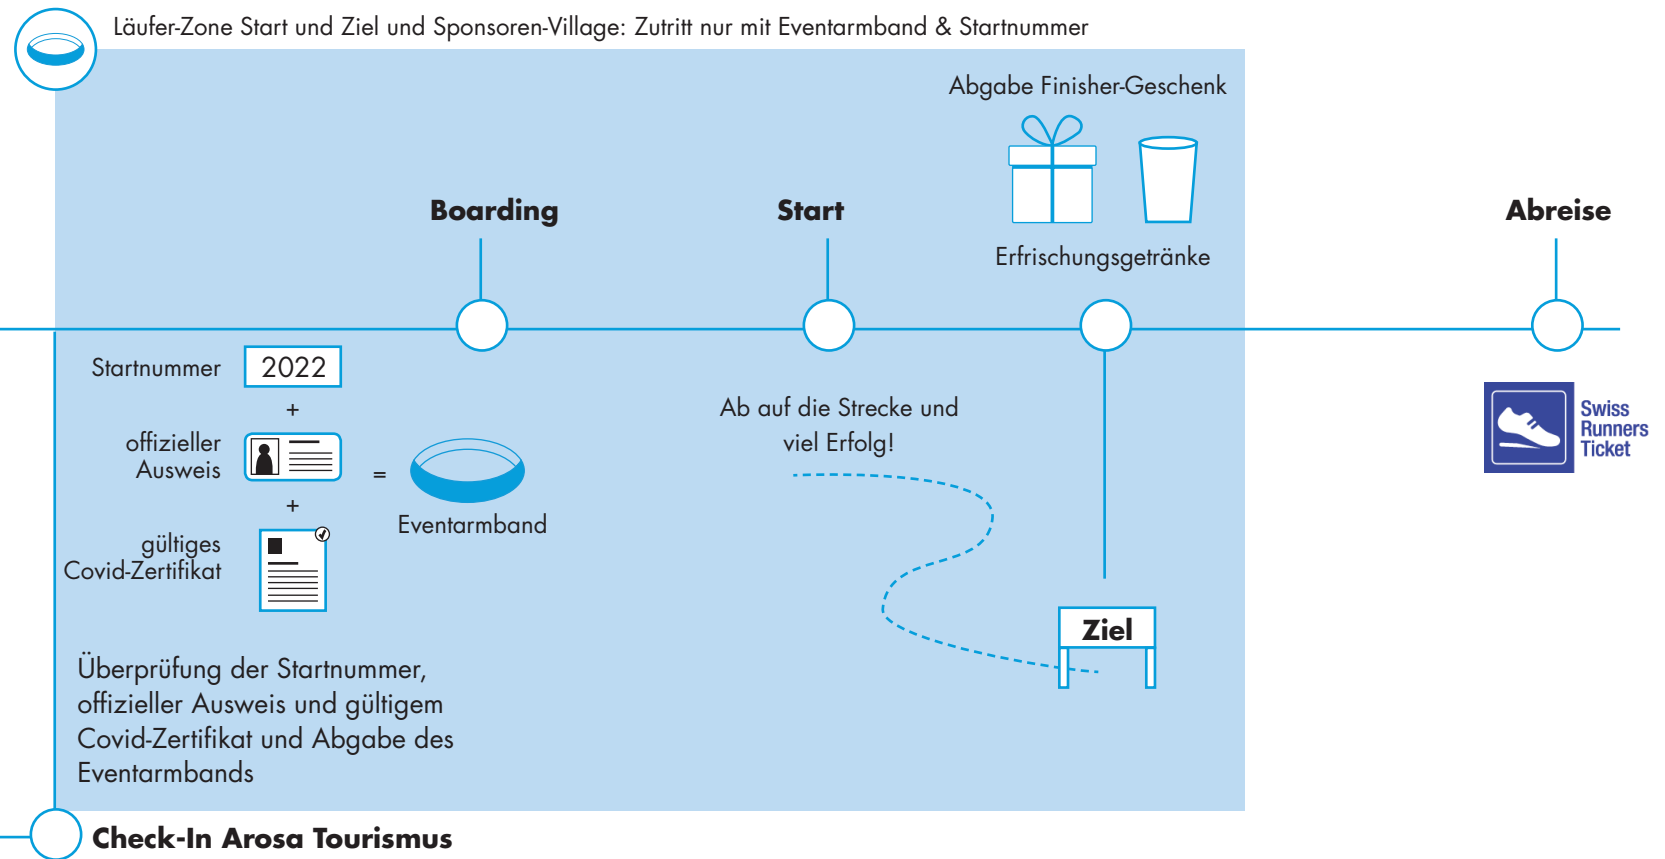 Läufer-Zone Start und Ziel und Sponsoren-Village: Zutritt nur mit Eventarmband & Startnummer
Abgabe Finisher-Geschenk
Boarding
Start
Erfrischungsgetränke
Abreise
Startnummer
2022
+
offizieller
Ausweis
+
gültiges
Covid-Zertifikat
=
Eventarmband
Ab auf die Strecke und
viel Erfolg!
Swiss
Runners
Ticket
Ziel
Überprüfung der Startnummer,
offizieller Ausweis und gültigem
Covid-Zertifikat und Abgabe des
Eventarmbands
Check-In Arosa Tourismus